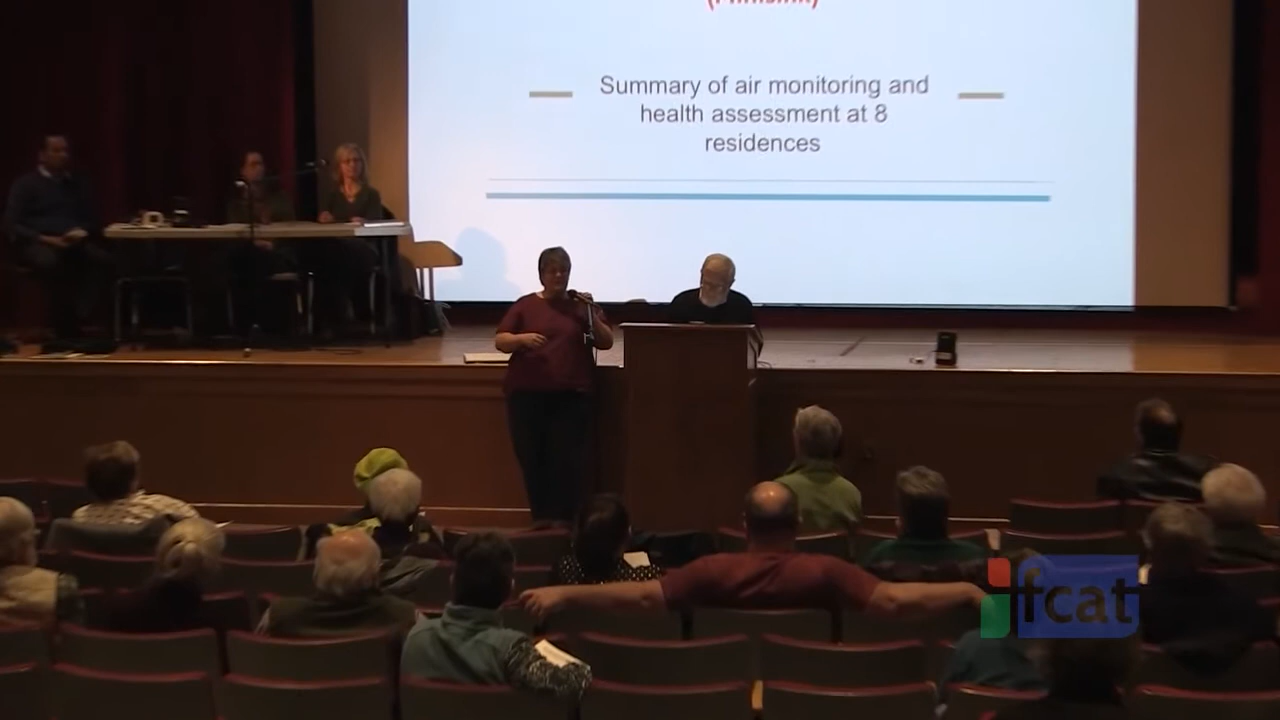 Summary of air monitoring and
health assessment at 8
residences
fcat